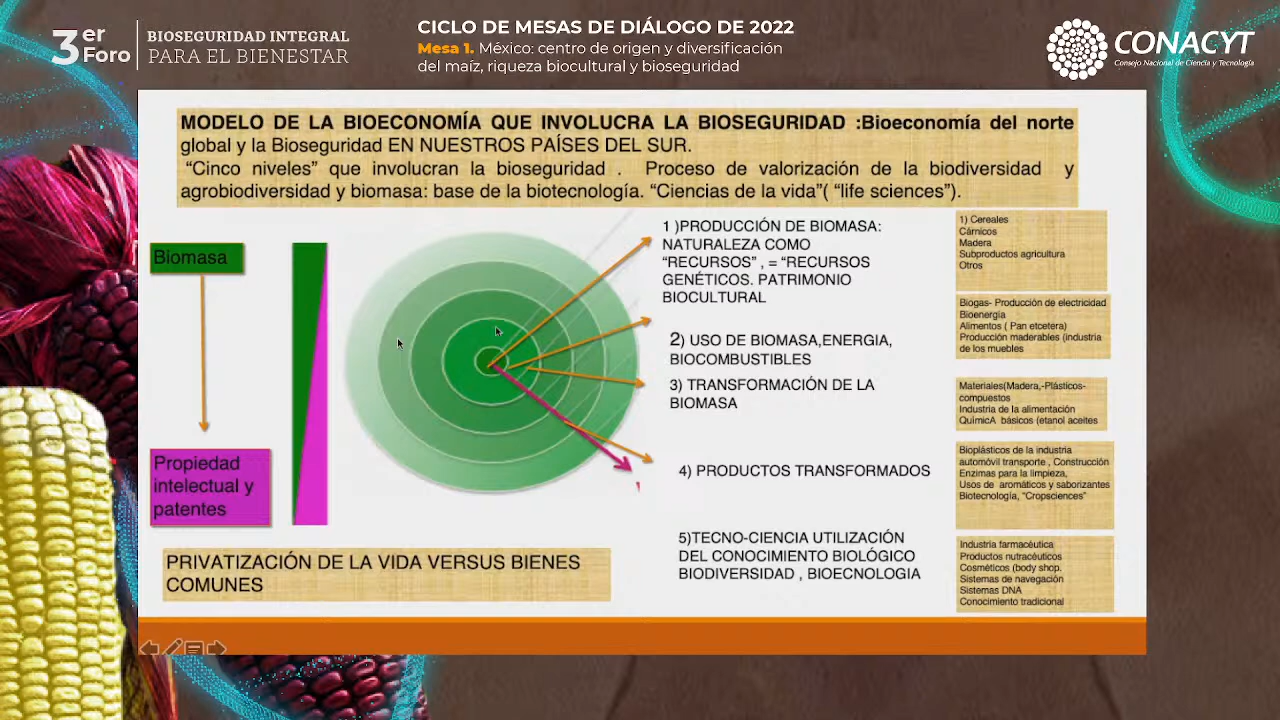 3er Foro
BIOSEGURIDAD INTEGRAL
PARA EL BIENESTAR
CICLO DE MESAS DE DIÁLOGO DE 2022
Mesa 1. México: centro de origen y diversificación
del maíz, riqueza biocultural y bioseguridad
CONACYT
Consejo Nacional de Ciencia y Tecnología
MODELO DE LA BIOECONOMÍA QUE INVOLUCRA LA BIOSEGURIDAD :Bioeconomía del norte
global y la Bioseguridad EN NUESTROS PAÍSES DEL SUR.
“Cinco niveles” que involucran la bioseguridad . Proceso de valorización de la biodiversidad y
agrobiodiversidad y biomasa: base de la biotecnología. “Ciencias de la vida”( “life sciences”).
Biomasa
Propiedad
intelectual y
patentes
PRIVATIZACIÓN DE LA VIDA VERSUS BIENES
COMUNES
1 )PRODUCCIÓN DE BIOMASA:
NATURALEZA COMO
“RECURSOS” , = “RECURSOS
GENÉTICOS. PATRIMONIO
BIOCULTURAL
2) USO DE BIOMASA,ENERGIA,
BIOCOMBUSTIBLES
3) TRANSFORMACIÓN DE LA
BIOMASA
4) PRODUCTOS TRANSFORMADOS
5)TECNO-CIENCIA UTILIZACIÓN
DEL CONOCIMIENTO BIOLÓGICO
BIODIVERSIDAD , BIOECNOLOGIA
1) Cereales
Cárnicos
Madera
Subproductos agricultura
Otros
Biogas- Producción de electricidad
Bioenergía
Alimentos ( Pan etcetera)
Producción maderables (industria
de los muebles
Materiales(Madera,-Plásticos-
compuestos
Industria de la alimentación
QuímicA básicos (etanol aceites
Bioplásticos de la industria
automóvil transporte , Construcción
Enzimas para la limpieza,
Usos de aromáticos y saborizantes
Biotecnología, “Cropsciences”
Industria farmacéutica
Productos nutracéuticos
Cosméticos (body shop.
Sistemas de navegación
Sistemas DNA
Conocimiento tradicional